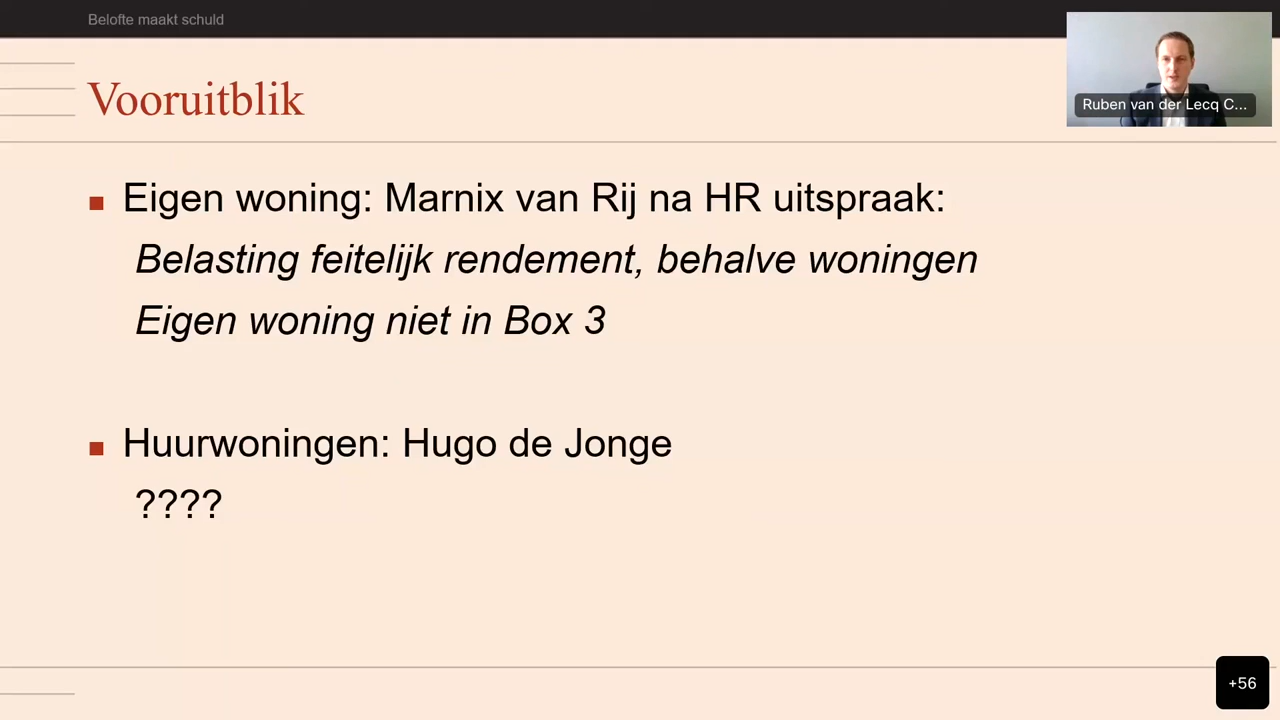 Belofte maakt schuld
Vooruitblik
Ruben van der Lecq C...
Eigen woning: Marnix van Rij na HR uitspraak:
Belasting feitelijk rendement, behalve woningen
Eigen woning niet in Box 3
Huurwoningen: Hugo de Jonge
????
+56